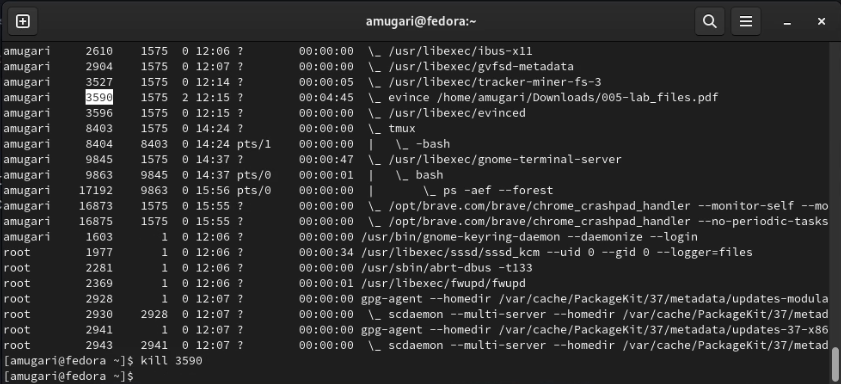 amugari@fedora:~
amugari 2610 1575 0 12:06 ? 00:00:00 \_ /usr/libexec/ibus-x11
amugari 2904 1575 0 12:07 ? 00:00:00 \_ /usr/libexec/gvfsd-metadata
amugari 3527 1575 0 12:14 ? 00:00:05 \_ /usr/libexec/tracker-miner-fs-3
amugari 3590 1575 2 12:15 ? 00:04:45 \_ evince /home/amugari/Downloads/005-lab_files.pdf
amugari 3596 1575 0 12:15 ? 00:00:00 \_ /usr/libexec/evinced
amugari 8403 1575 0 14:24 ? 00:00:00 \_ tmux
amugari 8404 8403 0 14:24 pts/1 00:00:00 | \_ -bash
amugari 9845 1575 0 14:37 ? 00:00:47 \_ /usr/libexec/gnome-terminal-server
amugari 9863 9845 0 14:37 pts/0 00:00:01 | \_ bash
amugari 17192 9863 0 15:56 pts/0 00:00:00 | \_ ps -aef --forest
amugari 16873 1575 0 15:55 ? 00:00:00 \_ /opt/brave.com/brave/chrome_crashpad_handler --monitor-self --mo
amugari 16875 1575 0 15:55 ? 00:00:00 \_ /opt/brave.com/brave/chrome_crashpad_handler --no-periodic-tasks
amugari 1603 1 0 12:06 ? 00:00:00 /usr/bin/gnome-keyring-daemon --daemonize --login
root 1977 1 0 12:06 ? 00:00:34 /usr/libexec/sssd/sssd_kcm --uid 0 --gid 0 --logger=files
root 2281 1 0 12:06 ? 00:00:00 /usr/sbin/abrt-dbus -t133
root 2369 1 0 12:06 ? 00:00:01 /usr/libexec/fwupd/fwupd
root 2928 1 0 12:07 ? 00:00:00 gpg-agent --homedir /var/cache/PackageKit/37/metadata/updates-modula
root 2930 2928 0 12:07 ? 00:00:00 \_ scdaemon --multi-server --homedir /var/cache/PackageKit/37/metad
root 2941 1 0 12:07 ? 00:00:00 gpg-agent --homedir /var/cache/PackageKit/37/metadata/updates-37-x86
root 2943 2941 0 12:07 ? 00:00:00 \_ scdaemon --multi-server --homedir /var/cache/PackageKit/37/metad
[amugari@fedora ~]$ kill 3590
[amugari@fedora ~]$